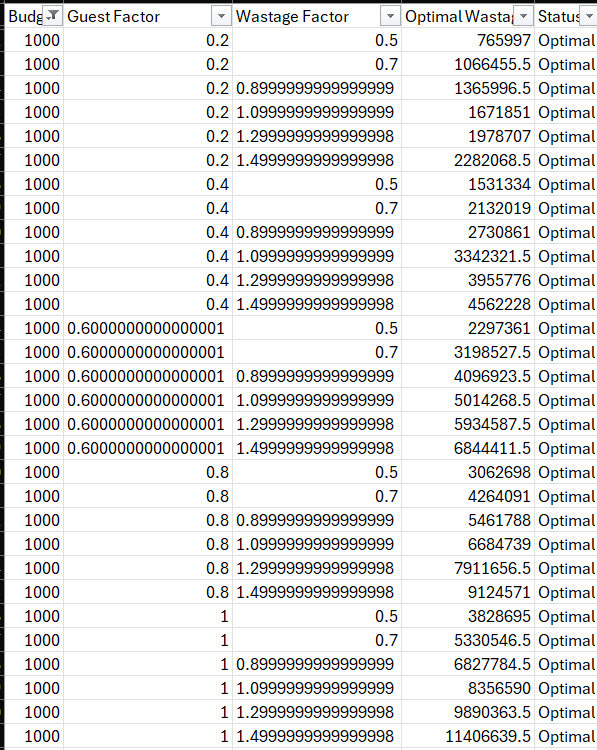 Budg Guest Factor Wastage Factor Optimal Wasta Status
1000 0.2 0.5 765997 Optimal
1000 0.2 0.7 1066455.5 Optimal
1000 0.2 0.8999999999999999 1365996.5 Optimal
1000 0.2 1.0999999999999999 1671851 Optimal
1000 0.2 1.2999999999999998 1978707 Optimal
1000 0.2 1.4999999999999998 2282068.5 Optimal
1000 0.4 0.5 1531334 Optimal
1000 0.4 0.7 2132019 Optimal
1000 0.4 0.8999999999999999 2730861 Optimal
1000 0.4 1.0999999999999999 3342321.5 Optimal
1000 0.4 1.2999999999999998 3955776 Optimal
1000 0.4 1.4999999999999998 4562228 Optimal
1000 0.6000000000000001 0.5 2297361 Optimal
1000 0.6000000000000001 0.7 3198527.5 Optimal
1000 0.6000000000000001 0.8999999999999999 4096923.5 Optimal
1000 0.6000000000000001 1.0999999999999999 5014268.5 Optimal
1000 0.6000000000000001 1.2999999999999998 5934587.5 Optimal
1000 0.6000000000000001 1.4999999999999998 6844411.5 Optimal
1000 0.8 0.5 3062698 Optimal
1000 0.8 0.7 4264091 Optimal
1000 0.8 0.8999999999999999 5461788 Optimal
1000 0.8 1.0999999999999999 6684739 Optimal
1000 0.8 1.2999999999999998 7911656.5 Optimal
1000 0.8 1.4999999999999998 9124571 Optimal
1000 1 0.5 3828695 Optimal
1000 1 0.7 5330546.5 Optimal
1000 1 0.8999999999999999 6827784.5 Optimal
1000 1 1.0999999999999999 8356590 Optimal
1000 1 1.2999999999999998 9890363.5 Optimal
1000 1 1.4999999999999998 11406639.5 Optimal